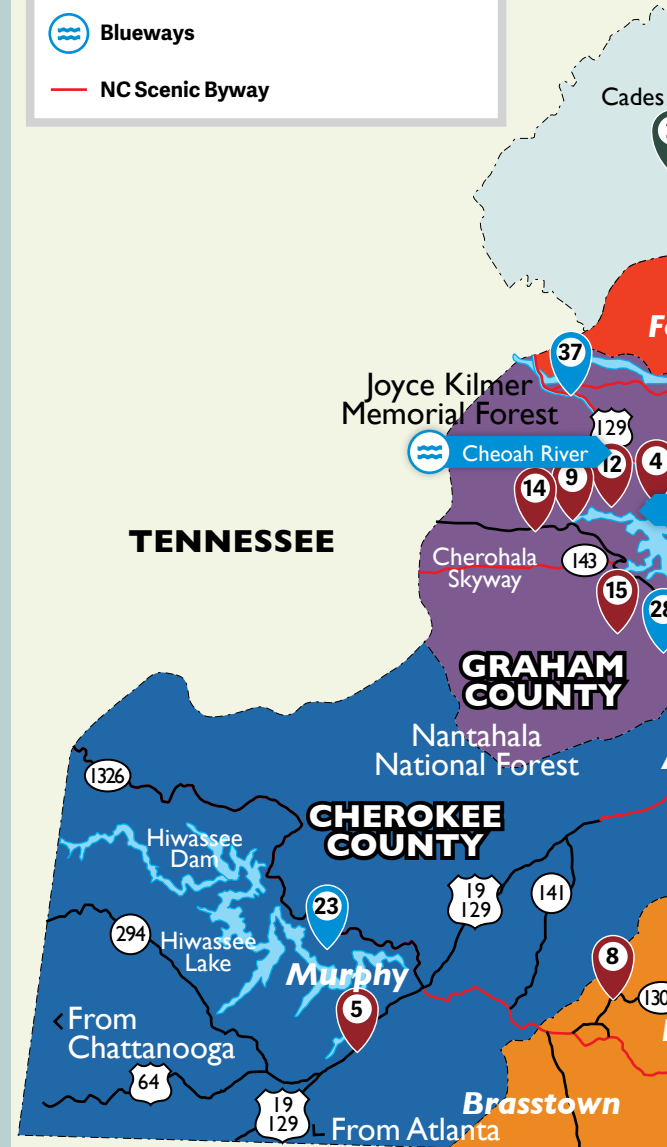 Blueways
NC Scenic Byway
Cades
37
Joyce Kilmer
Memorial Forest
129
Cheoah River
14
9
12
4
TENNESSEE
Cherohala
Skyway
143
15
28
GRAHAM
COUNTY
Nantahala
National Forest
1326
CHEROKEE
COUNTY
Hiwassee
Dam
19
129
141
23
294
Hiwassee
Lake
Murphy
8
5
From
Chattanooga
64
19
129
From Atlanta
Brasstown